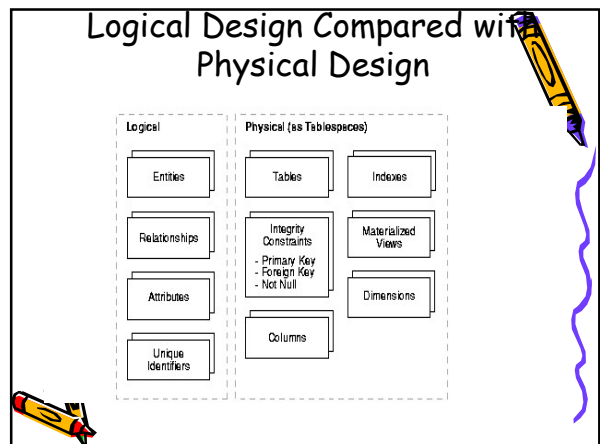 Logical Design Compared with
Physical Design
Logical
Entities
Relationships
Attributes
Unique
Identifiers
Physical (as Tablespaces)
Tables
Integrity
Constraints
- Primary Key
- Foreign Key
- Not Null
Columns
Indexes
Materialized
Views
Dimensions